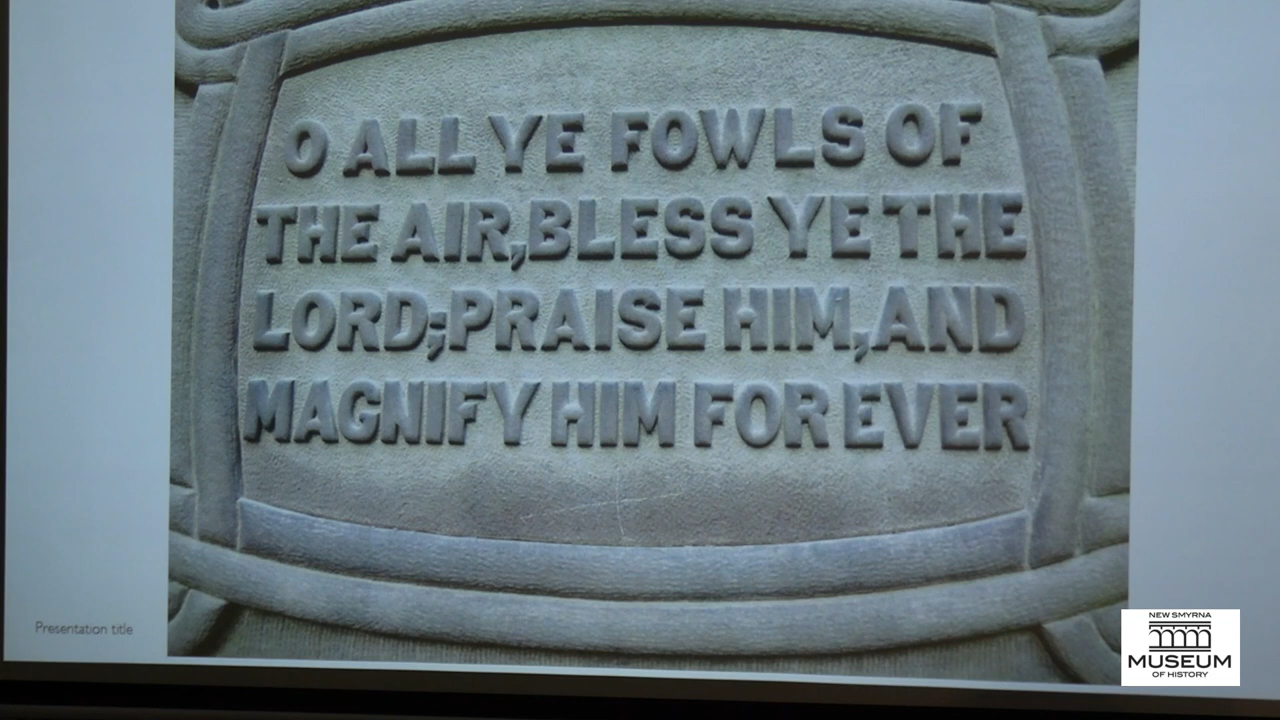 O ALL YE FOWLS OF
THE AIR, BLESS YE THE
LORD; PRAISE HIM, AND
MAGNIFY HIM FOR EVER
Presentation title
NEW SMYRNA
MUSEUM
OF HISTORY